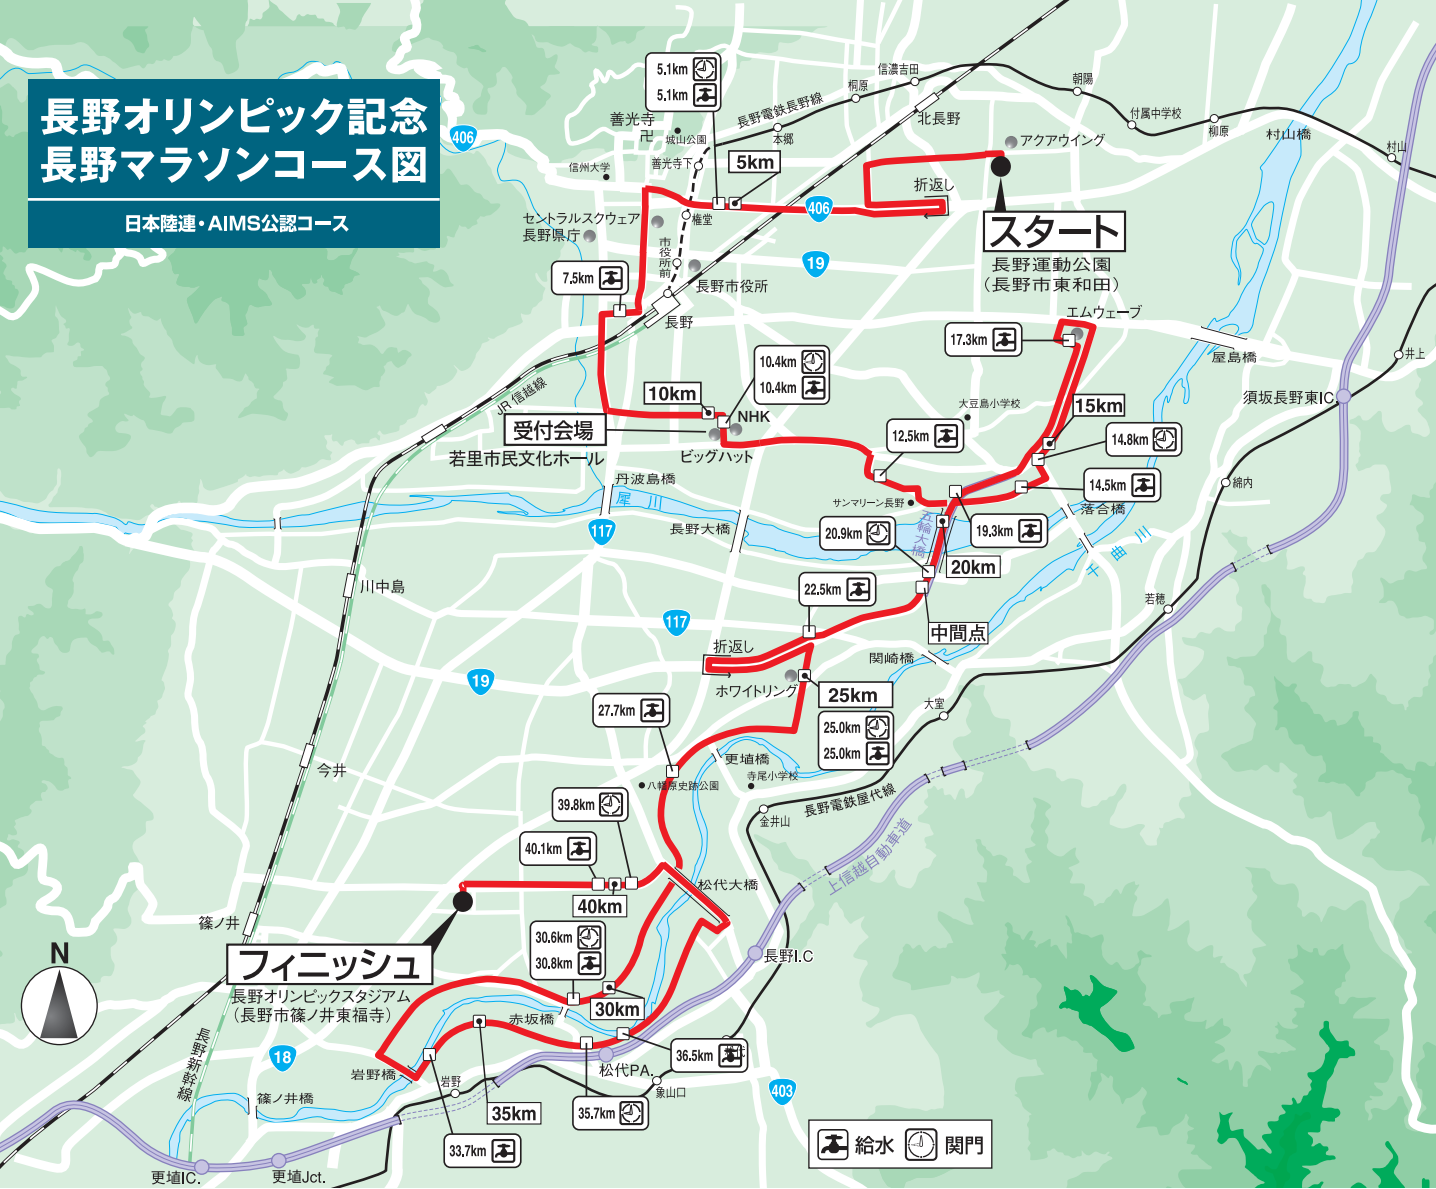 長野オリンピック記念
長野マラソンコース図
日本陸連・AIMS公認コース
406
5.1km
5.1km
善光寺
卍
城山公園
善光寺下
信州大学
長野電鉄長野線
本郷
桐原
信濃吉田
北長野
朝陽
付属中学校
柳原
村山橋
村山
アクアウイング
5km
406
折返し
スタート
長野運動公園
(長野市東和田)
セントラルスクウェア
長野県庁
権堂
市役所前
長野市役所
長野
7.5km
19
エムウェーブ
17.3km
屋島橋
井上
須坂長野東IC
JR信越線
10.4km
10.4km
10km
NHK
受付会場
若里市民文化ホール
ビッグハット
大豆島小学校
15km
12.5km
14.8km
14.5km
綿内
丹波島橋
犀川
117
長野大橋
サンマリーン長野
五輪大橋
落合橋
千曲川
20.9km
19.3km
20km
22.5km
中間点
若穂
川中島
117
関崎橋
折返し
ホワイトリング
25km
25.0km
25.0km
大室
19
27.7km
更埴橋
寺尾小学校
八幡原史跡公園
今井
金井山
長野電鉄屋代線
上信越自動車道
39.8km
40.1km
40km
松代大橋
篠ノ井
フィニッシュ
長野オリンピックスタジアム
(長野市篠ノ井東福寺)
30.6km
30.8km
30km
長野I.C
N
赤坂橋
36.5km
松代
松代PA.
象山口
35.7km
403
長野新幹線
18
岩野橋
岩野
35km
33.7km
篠ノ井橋
更埴IC.
更埴Jct.
給水
関門